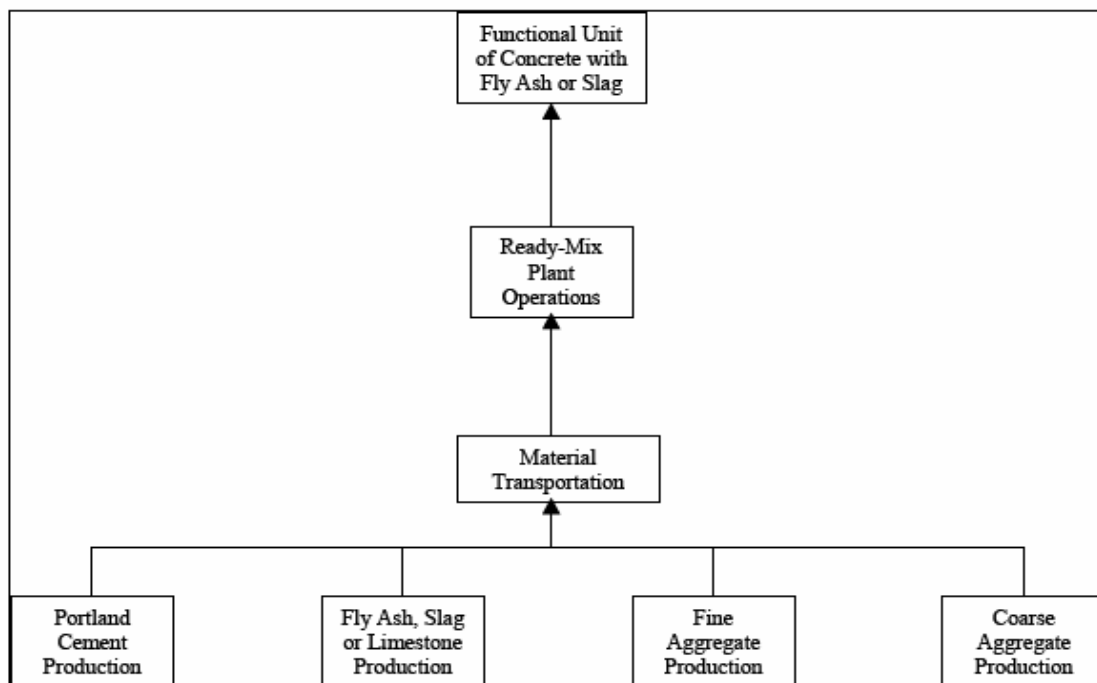 Functional Unit
of Concrete with
Fly Ash or Slag
Ready-Mix
Plant
Operations
Material
Transportation
Portland
Cement
Production
Fly Ash, Slag
or Limestone
Production
Fine
Aggregate
Production
Coarse
Aggregate
Production